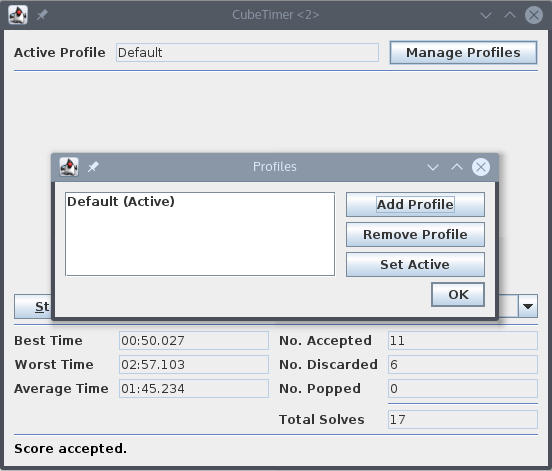 CubeTimer <2>
Active Profile Default Manage Profiles
Profiles
Default (Active)
Add Profile
Remove Profile
Set Active
OK
Best Time 00:50.027 No. Accepted 11
Worst Time 02:57.103 No. Discarded 6
Average Time 01:45.234 No. Popped 0
Total Solves 17
Score accepted.